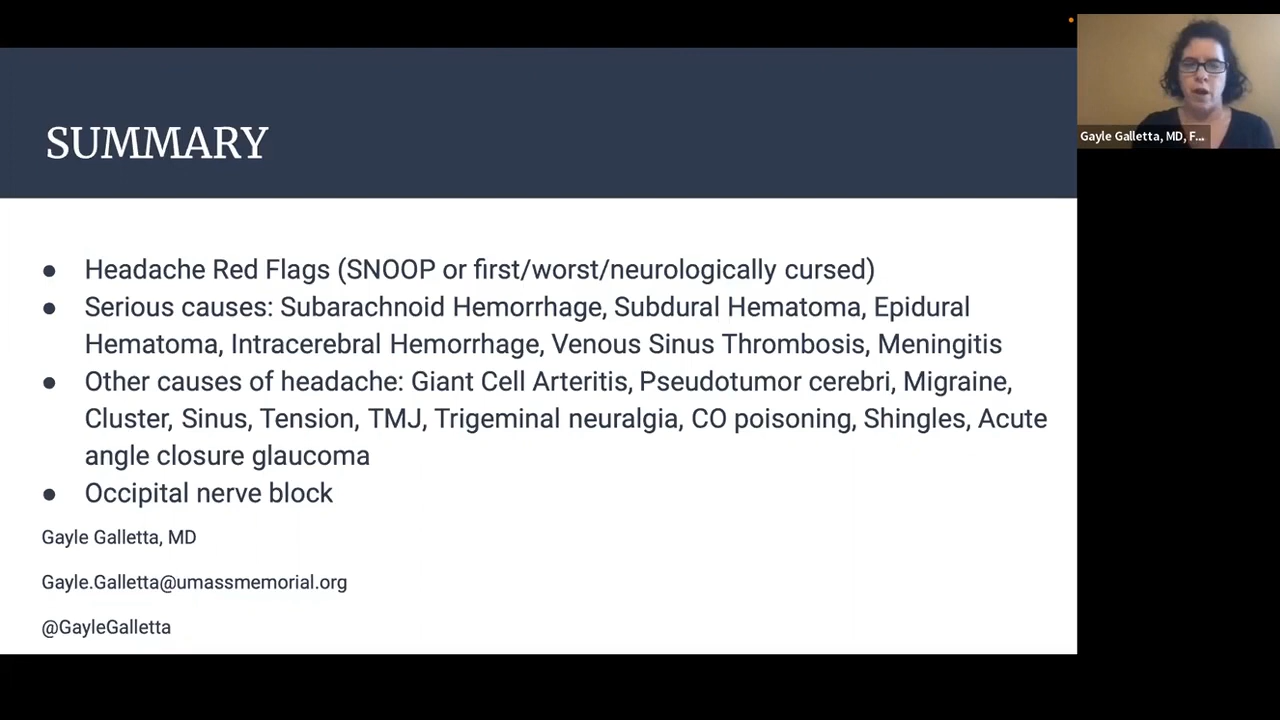 SUMMARY
Gayle Galletta, MD, F...
● Headache Red Flags (SNOOP or first/worst/neurologically cursed)
● Serious causes: Subarachnoid Hemorrhage, Subdural Hematoma, Epidural
Hematoma, Intracerebral Hemorrhage, Venous Sinus Thrombosis, Meningitis
● Other causes of headache: Giant Cell Arteritis, Pseudotumor cerebri, Migraine,
Cluster, Sinus, Tension, TMJ, Trigeminal neuralgia, CO poisoning, Shingles, Acute
angle closure glaucoma
● Occipital nerve block
Gayle Galletta, MD
Gayle.Galletta@umassmemorial.org
@GayleGalletta